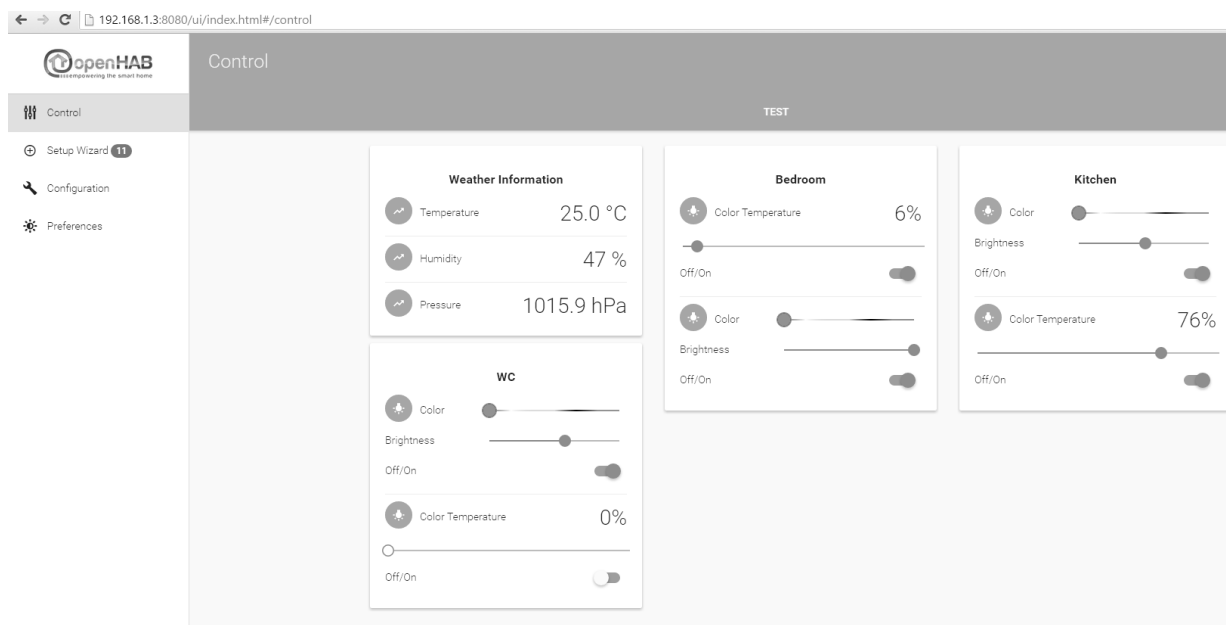 192.168.1.3:8080/ui/index.html#/control
openHAB
empowering the smart home
Control
Setup Wizard 11
Configuration
Preferences
Control
TEST
Weather Information
Temperature 25.0 °C
Humidity 47 %
Pressure 1015.9 hPa
WC
Color
Brightness
Off/On
Color Temperature 0%
Off/On
Bedroom
Color Temperature 6%
Off/On
Color
Brightness
Off/On
Kitchen
Color
Brightness
Off/On
Color Temperature 76%
Off/On